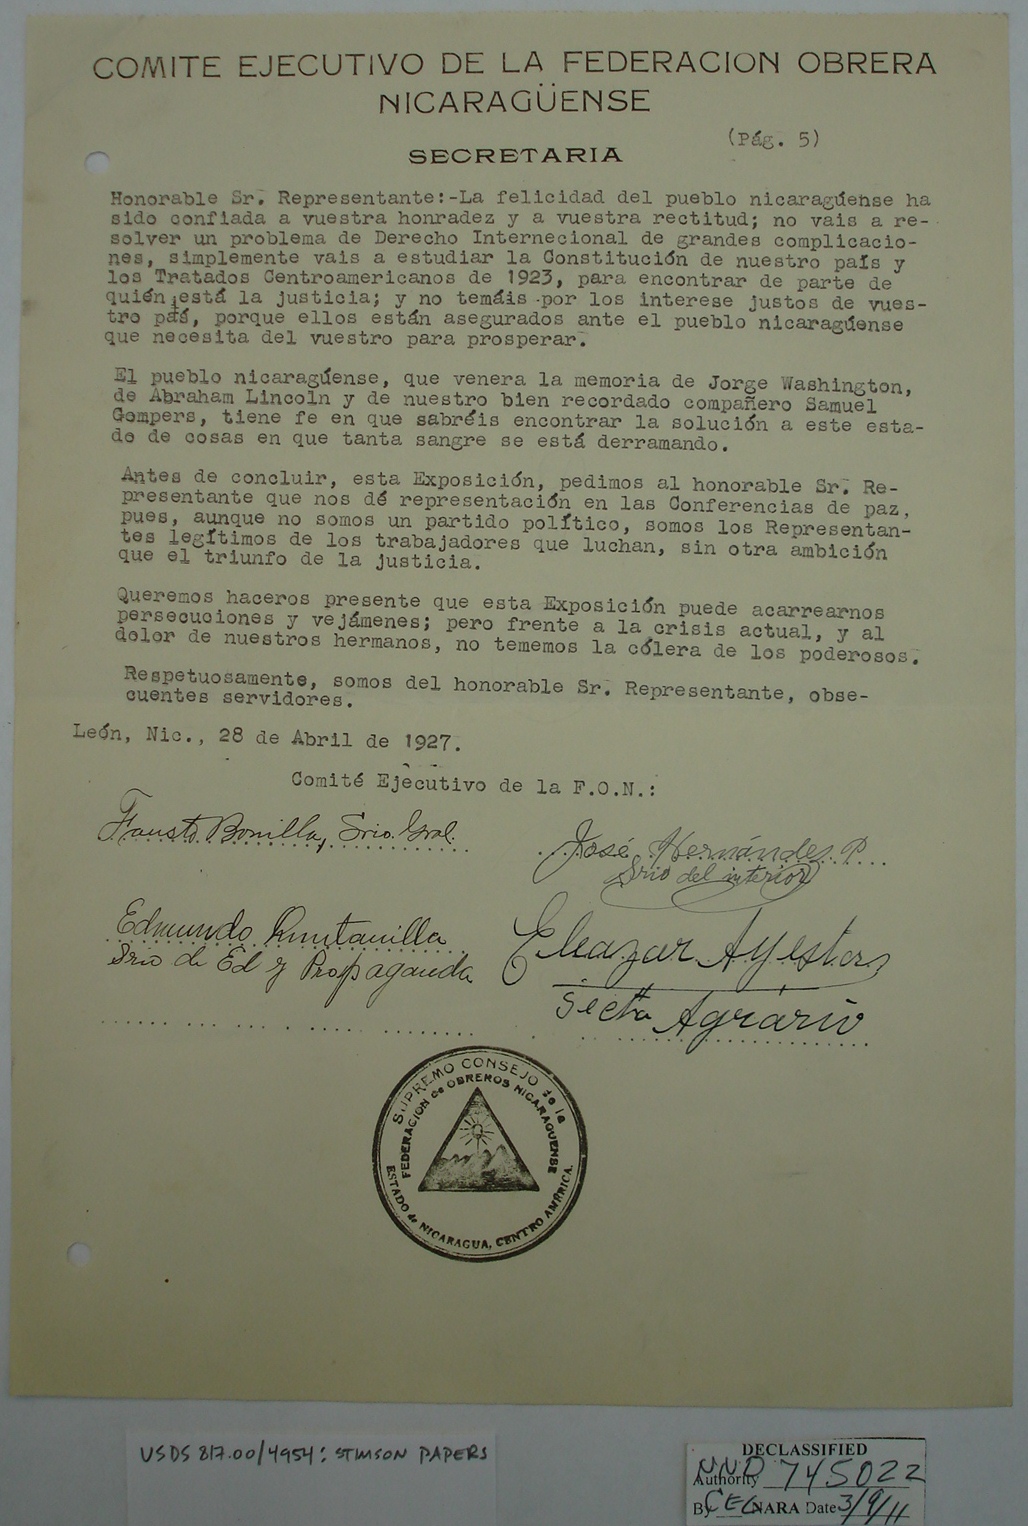 COMITE EJECUTIVO DE LA FEDERACION OBRERA
NICARAGÜENSE
(Pág. 5)
SECRETARIA
Honorable Sr. Representante:-La felicidad del pueblo nicaragúense ha
sido confiada a vuestra honradez y a vuestra rectitud; no vais a re-
solver un problema de Derecho Internecional de grandes complicacio-
nes, simplemente vais a estudiar la Constitución de nuestro país y
los Tratados Centroamericanos de 1923, para encontrar de parte de
quién está la justicia; y no temáis por los interese justos de vues-
tro paí́s, porque ellos están asegurados ante el pueblo nicaragúense
que necesita del vuestro para prosperar.
El pueblo nicaragúense, que venera la memoria de Jorge Washington,
de Abraham Lincoln y de nuestro bien recordado compañero Samuel
Gompers, tiene fe en que sabréis encontrar la solución a este esta-
do de cosas en que tanta sangre se está derramando.
Antes de concluir, esta Exposición, pedimos al honorable Sr. Re-
presentante que nos dé representación en las Conferencias de paz,
pues, aunque no somos un partido político, somos los Representan-
tes legítimos de los trabajadores que luchan, sin otra ambición
que el triunfo de la justicia.
Queremos haceros presente que esta Exposición puede acarrearnos
persecuciones y vejámenes; pero frente a la crisis actual, y al
dolor de nuestros hermanos, no tememos la cólera de los poderosos.
Respetuosamente, somos del honorable Sr. Representante, obse-
cuentes servidores.
León, Nic., 28 de Abril de 1927.
Comité Ejecutivo de la F.O.N.:
Fausto Bonilla, Srio. Gral.
José Hernández P.
Srio del interior
Edmundo Quintanilla
Srio de Ed y Propaganda
Eleazar Ayesta
Sectr Agrario
SUPREMO CONSEJO de la
FEDERACION de OBREROS NICARAGUENSE
ESTADO de NICARAGUA, CENTRO AMÉRICA.
USDS 817.00/4954: STIMSON PAPERS
DECLASSIFIED
Authority NND 745022
By CEG NARA Date 3/9/11